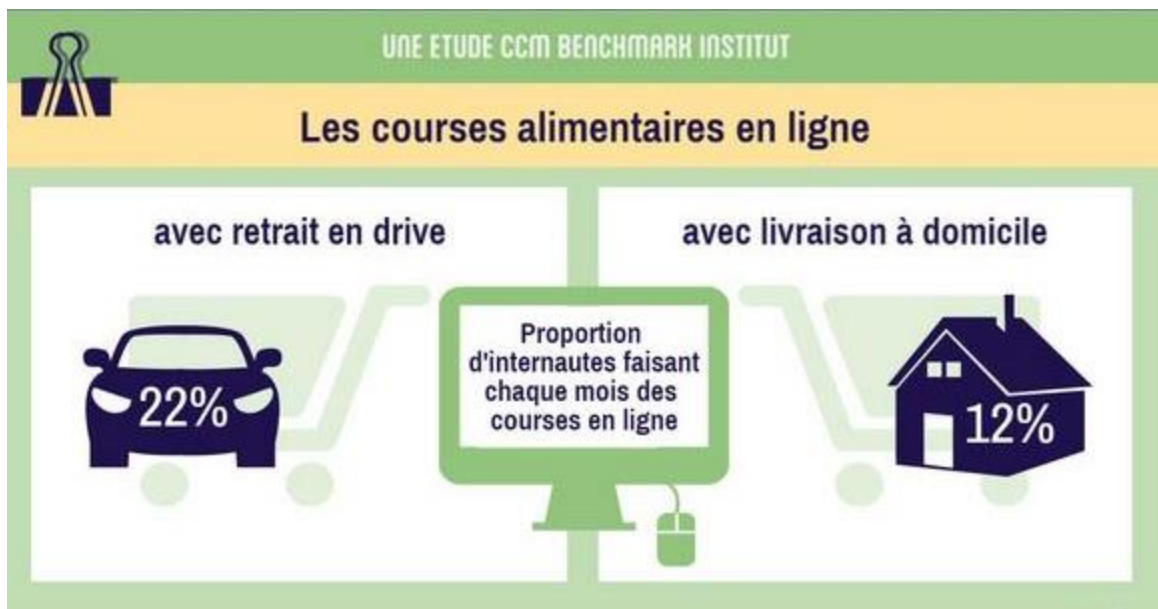 UNE ETUDE CCM BENCHMARK INSTITUT
Les courses alimentaires en ligne
avec retrait en drive
22%
Proportion
d'internautes faisant
chaque mois des
courses en ligne
avec livraison à domicile
12%